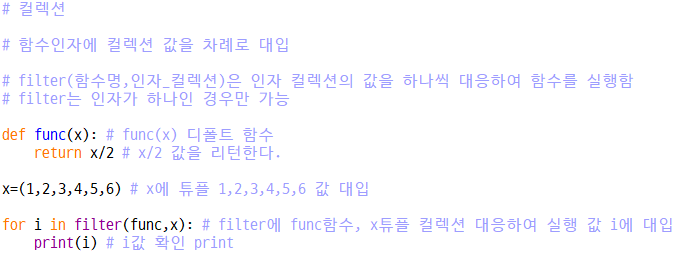 # 컬렉션
# 함수인자에 컬렉션 값을 차례로 대입
# filter(함수명,인자_컬렉션)은 인자 컬렉션의 값을 하나씩 대응하여 함수를 실행함
# filter는 인자가 하나인 경우만 가능
def func(x): # func(x) 디폴트 함수
    return x/2 # x/2 값을 리턴한다.
x=(1,2,3,4,5,6) # x에 튜플 1,2,3,4,5,6 값 대입
for i in filter(func,x): # filter에 func함수, x튜플 컬렉션 대응하여 실행 값 i에 대입
    print(i) # i값 확인 print